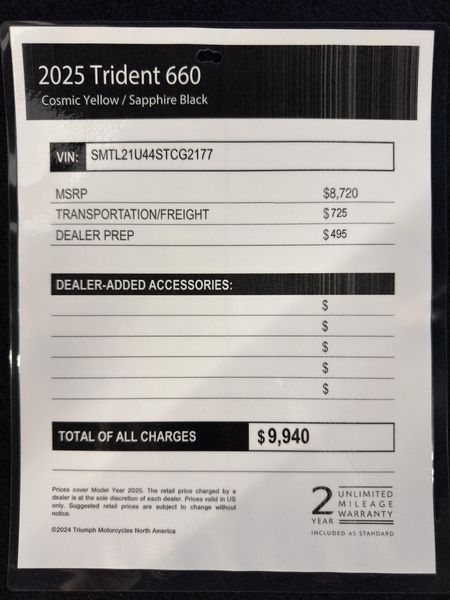 2025 Trident 660
Cosmic Yellow / Sapphire Black
VIN: SMTL21U44STCG2177
MSRP $8,720
TRANSPORTATION/FREIGHT $725
DEALER PREP $495
DEALER-ADDED ACCESSORIES:
$
$
$
$
$
TOTAL OF ALL CHARGES $9,940
Prices cover Model Year 2025. The retail price charged by a
dealer is at the sole discretion of each dealer. Prices valid in US
only. Suggested retail prices are subject to change without
notice.
©2024 Triumph Motorcycles North America
2 YEAR
UNLIMITED
MILEAGE
WARRANTY
INCLUDED AS STANDARD